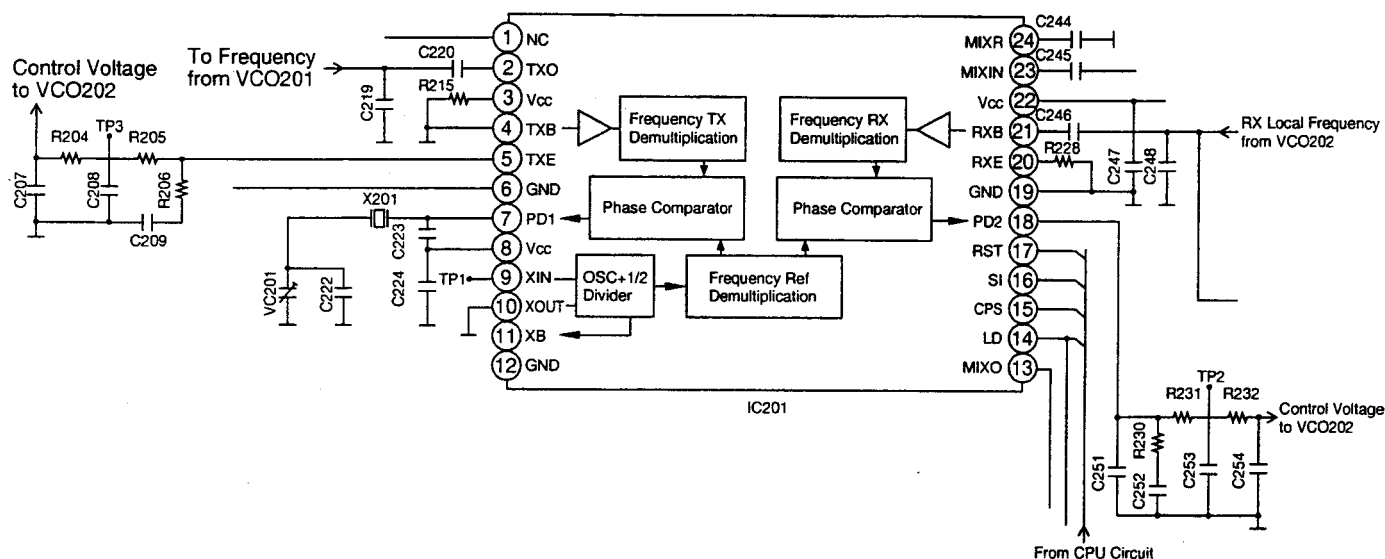 To Frequency
from VCO201
Control Voltage
to VCO202
R204
TP3
R205
R206
C207
C208
C209
C219
C220
R215
X201
C223
C224
VC201
C222
TP1
1 NC
2 TXO
3 Vcc
4 TXB
5 TXE
6 GND
7 PD1
8 Vcc
9 XIN
10 XOUT
11 XB
12 GND
Frequency TX
Demultiplication
Frequency RX
Demultiplication
Phase Comparator
Phase Comparator
OSC+1/2
Divider
Frequency Ref
Demultiplication
IC201
MIXR 24
MIXIN 23
Vcc 22
RXB 21
RXE 20
GND 19
PD2 18
RST 17
SI 16
CPS 15
LD 14
MIXO 13
C244
C245
C246
R228
C247
C248
RX Local Frequency
from VCO202
TP2
R231
R232
R230
C251
C252
C253
C254
Control Voltage
to VCO202
From CPU Circuit